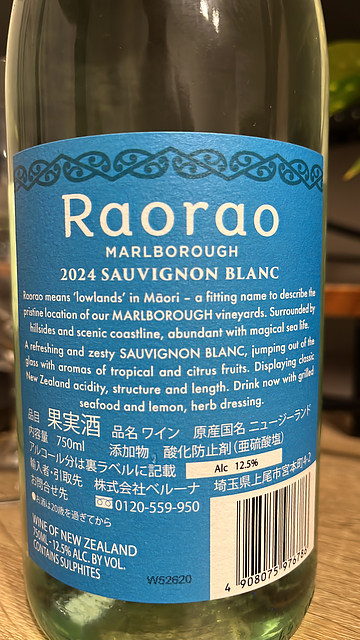 Raorao
MARLBOROUGH
2024 SAUVIGNON BLANC
Raorao means 'lowlands' in Māori – a fitting name to describe the
pristine location of our MARLBOROUGH vineyards. Surrounded by
hillsides and scenic coastline, abundant with magical sea life.
A refreshing and zesty SAUVIGNON BLANC, jumping out of the
glass with aromas of tropical and citrus fruits. Displaying classic
New Zealand acidity, structure and length. Drink now with grilled
seafood and lemon, herb dressing.
品目 果実酒 品名 ワイン 原産国名 ニュージーランド
内容量 750ml 添加物 酸化防止剤(亜硫酸塩)
アルコール分は裏ラベルに記載 Alc 12.5%
輸入者・引取先 株式会社ベルーナ 埼玉県上尾市宮本町4-2
お問合せ先 0120-559-950
●お酒は20歳を過ぎてから
WINE OF NEW ZEALAND
750ML · 12.5% ALC. BY VOL.
CONTAINS SULPHITES
WS2620
4 908075 976756